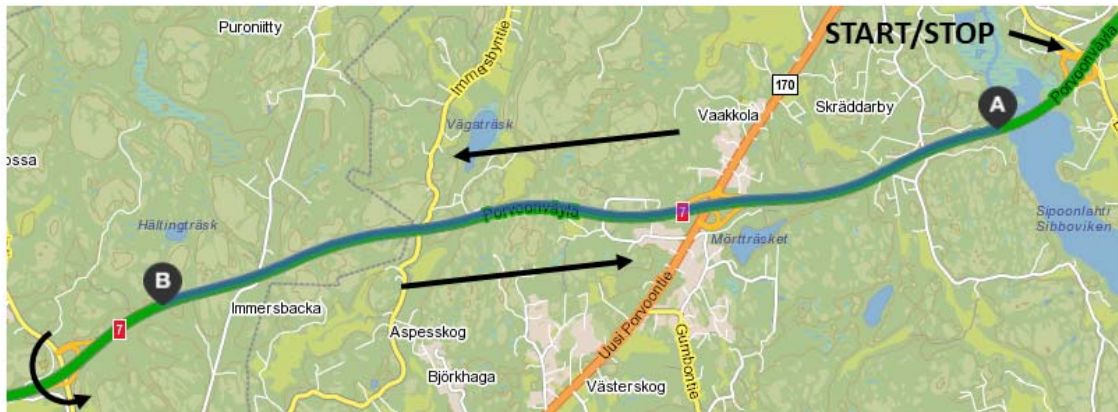 Puroniitty
START/STOP
Immersbyntie
170
Porvoonväylä
Vaakkola
Skräddarby
A
ossa
Vågaträsk
Porvoonväylä
7
Hältingträsk
Mörtträsket
Sipoonlahti
Sibboviken
B
Immersbacka
7
Aspesskog
Uusi Porvoontie
Gumbontie
Björkhaga
Västerskog